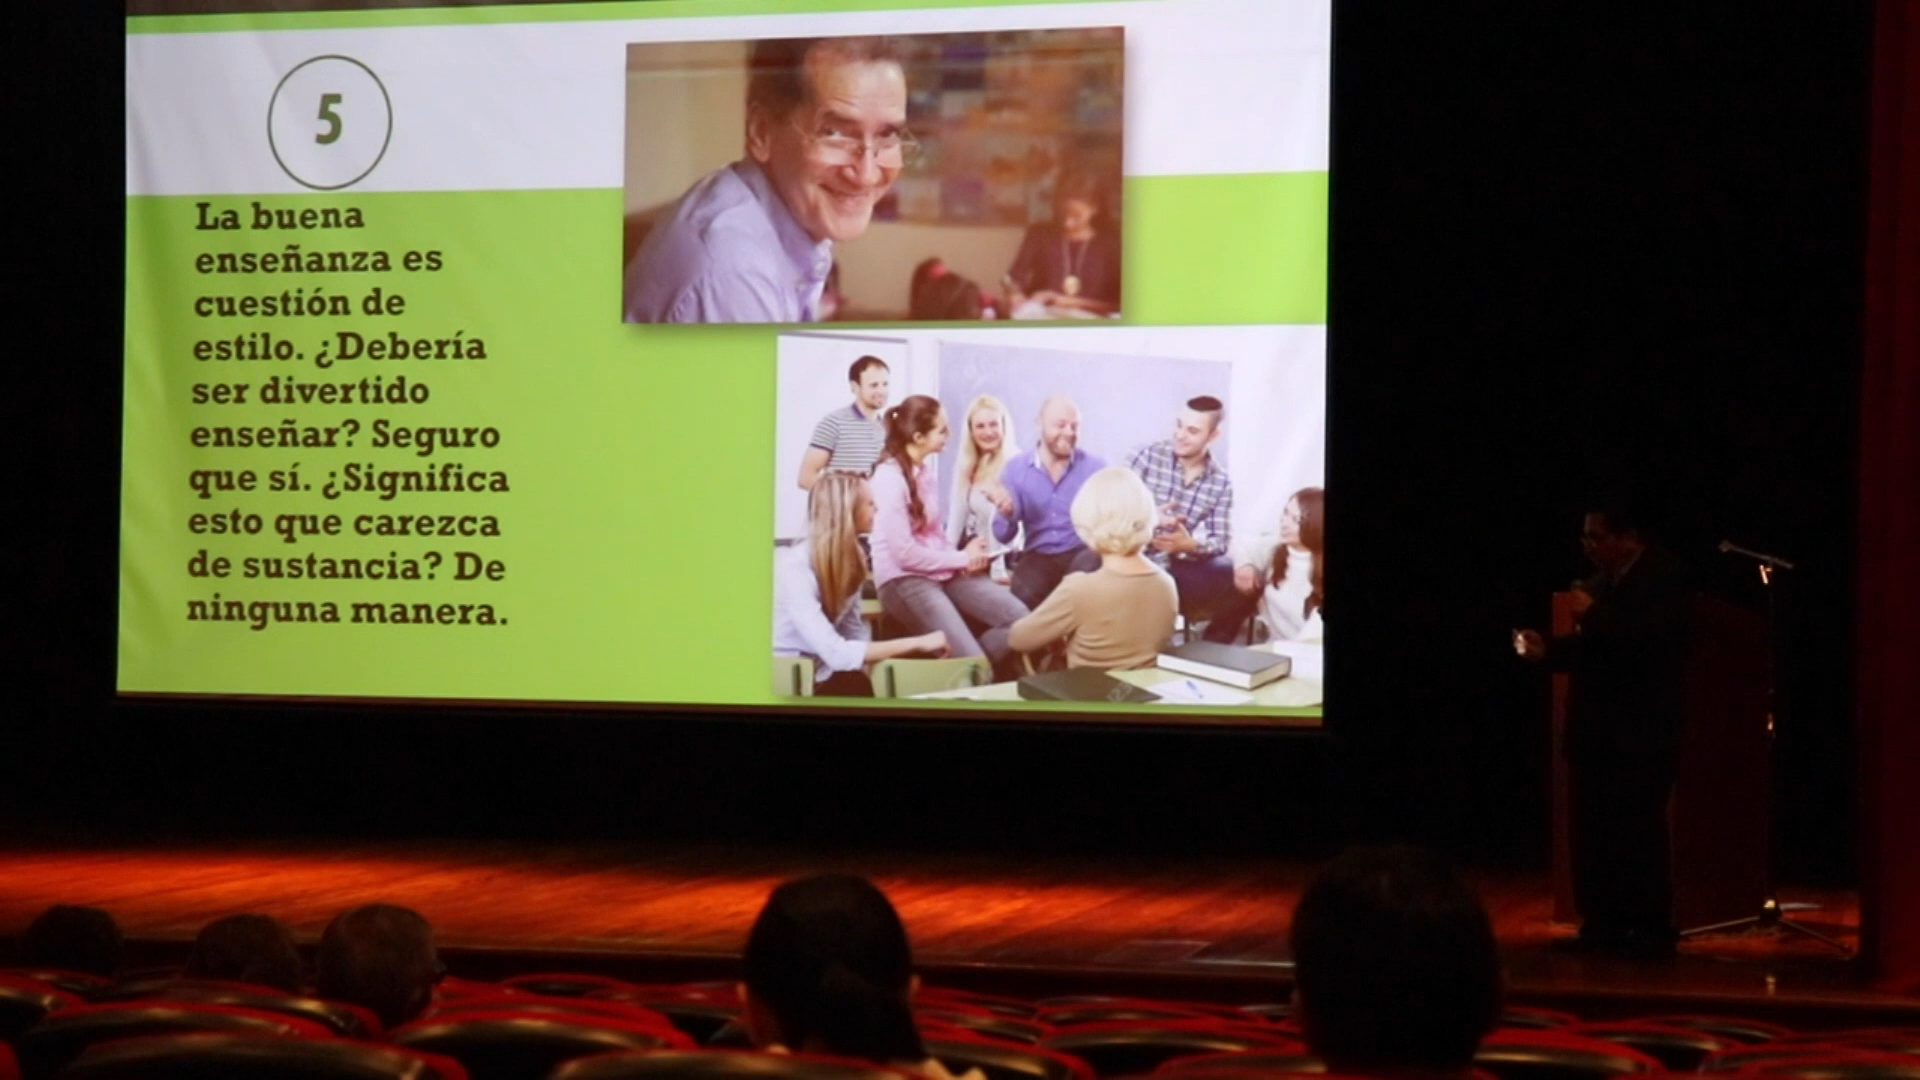 5
La buena
enseñanza es
cuestión de
estilo. ¿Debería
ser divertido
enseñar? Seguro
que sí. ¿Significa
esto que carezca
de sustancia? De
ninguna manera.